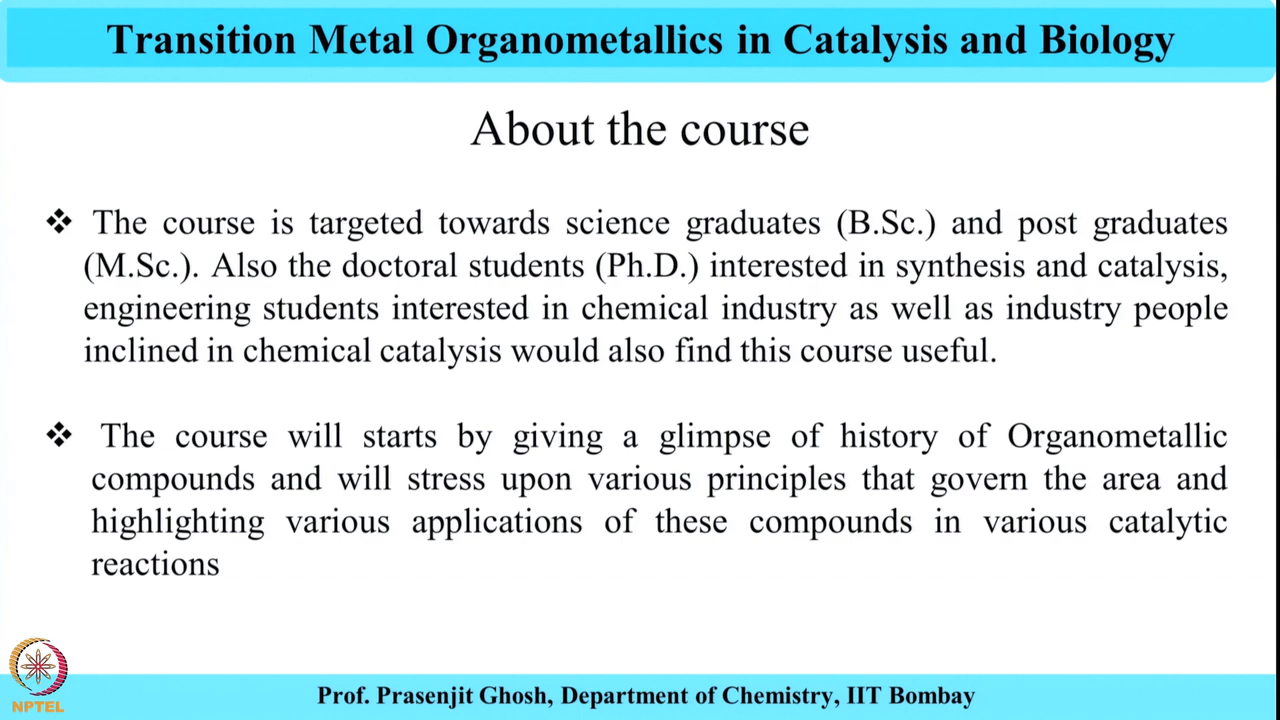 Transition Metal Organometallics in Catalysis and Biology
About the course
❖ The course is targeted towards science graduates (B.Sc.) and post graduates
(M.Sc.). Also the doctoral students (Ph.D.) interested in synthesis and catalysis,
engineering students interested in chemical industry as well as industry people
inclined in chemical catalysis would also find this course useful.
❖ The course will starts by giving a glimpse of history of Organometallic
compounds and will stress upon various principles that govern the area and
highlighting various applications of these compounds in various catalytic
reactions
NPTEL
Prof. Prasenjit Ghosh, Department of Chemistry, IIT Bombay